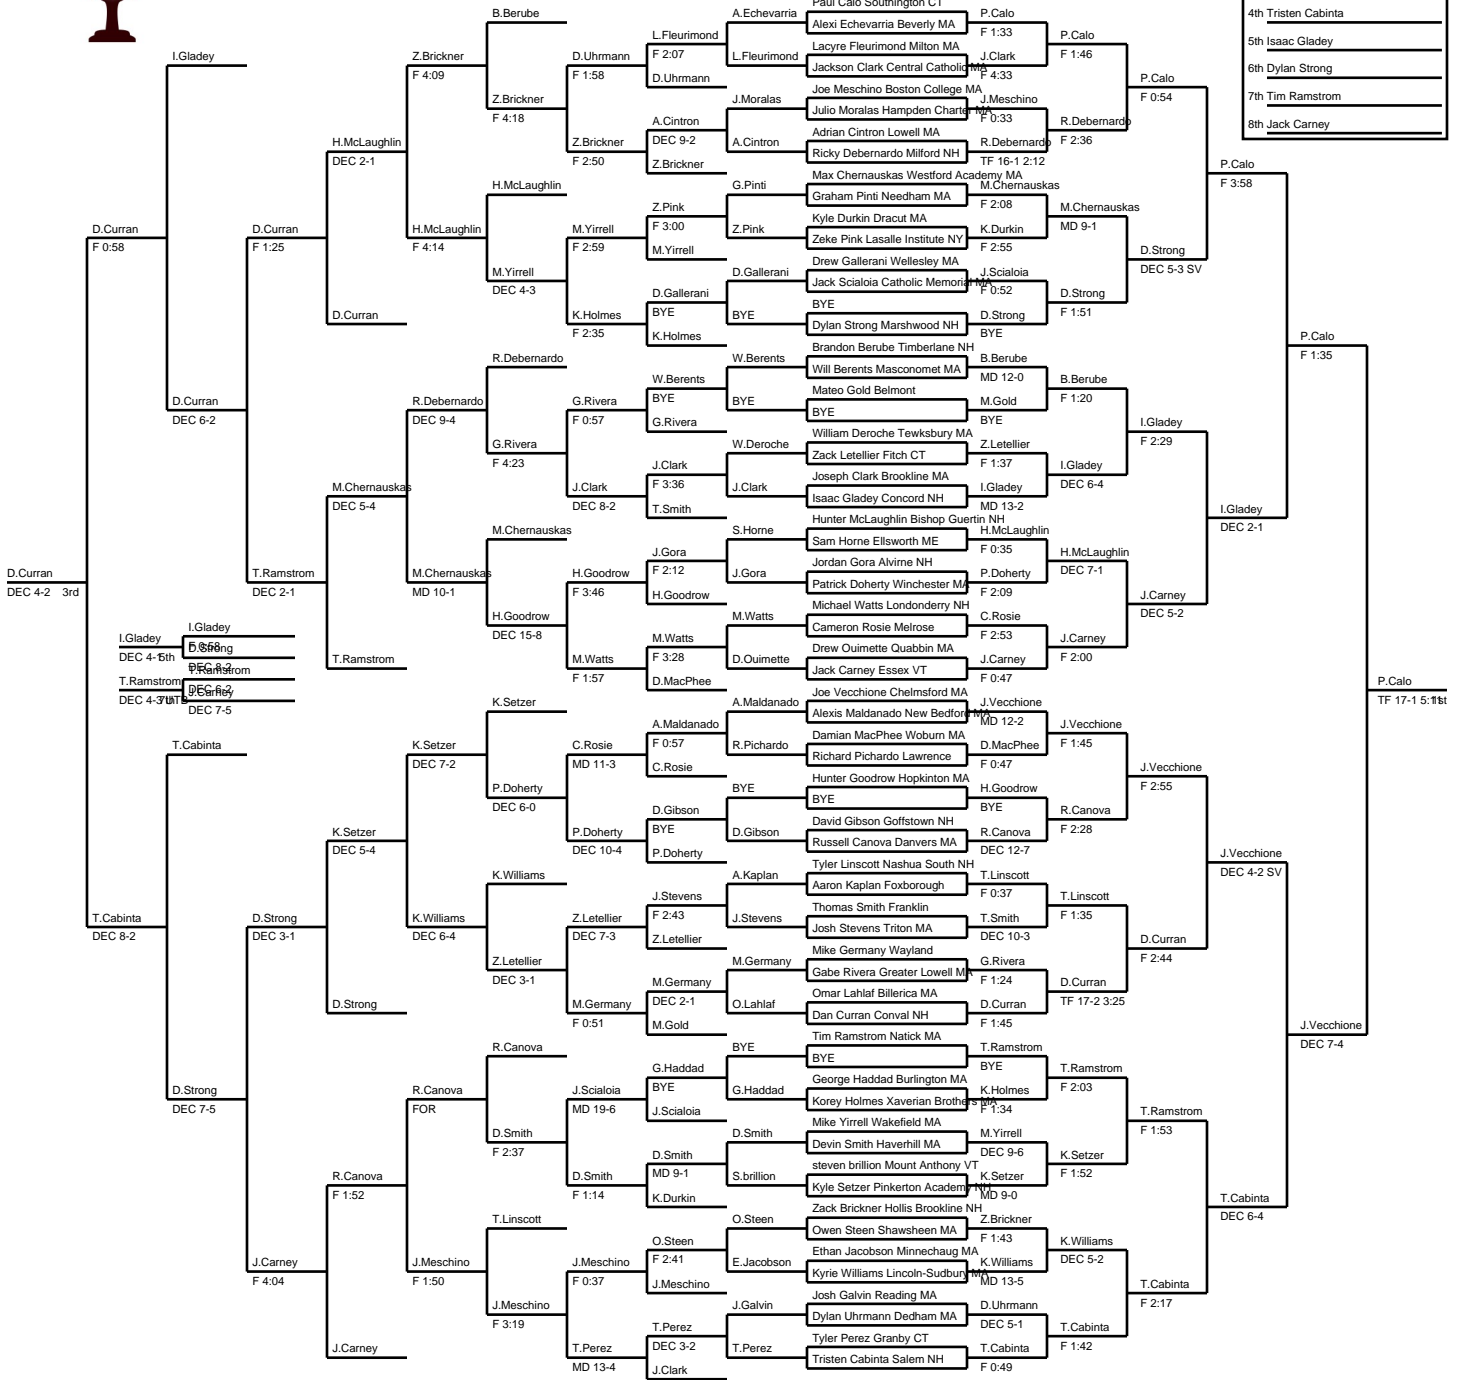 Paul Calo Southington CT
B.Berube
A.Echevarria
P.Calo
4th Tristen Cabinta
Alexi Echevarria Beverly MA
F 1:33
L.Fleurimond
P.Calo
5th Isaac Gladey
Lacyre Fleurimond Milton MA
F 2:07
F 1:46
I.Gladey
Z.Brickner
D.Uhrmann
L.Fleurimond
J.Clark
Jackson Clark Central Catholic MA
6th Dylan Strong
F 4:09
F 1:58
F 4:33
D.Uhrmann
P.Calo
Joe Meschino Boston College MA
F 0:54
7th Tim Ramstrom
Z.Brickner
J.Moralas
J.Meschino
Julio Moralas Hampden Charter MA
F 4:18
F 0:33
A.Cintron
R.Debernardo
8th Jack Carney
Adrian Cintron Lowell MA
DEC 9-2
F 2:36
H.McLaughlin
Z.Brickner
A.Cintron
R.Debernardo
Ricky Debernardo Milford NH
DEC 2-1
F 2:50
TF 16-1 2:12
Z.Brickner
P.Calo
Max Chernauskas Westford Academy MA
F 3:58
H.McLaughlin
G.Pinti
M.Chernauskas
Graham Pinti Needham MA
F 2:08
Z.Pink
M.Chernauskas
Kyle Durkin Dracut MA
F 3:00
MD 9-1
D.Curran
D.Curran
H.McLaughlin
M.Yirrell
Z.Pink
K.Durkin
Zeke Pink Lasalle Institute NY
F 0:58
F 1:25
F 4:14
F 2:59
F 2:55
M.Yirrell
D.Strong
Drew Gallerani Wellesley MA
DEC 5-3 SV
M.Yirrell
D.Gallerani
J.Scialoia
Jack Scialoia Catholic Memorial MA
DEC 4-3
F 0:52
D.Gallerani
D.Strong
BYE
BYE
F 1:51
D.Curran
K.Holmes
BYE
D.Strong
Dylan Strong Marshwood NH
F 2:35
BYE
K.Holmes
P.Calo
Brandon Berube Timberlane NH
F 1:35
R.Debernardo
W.Berents
B.Berube
Will Berents Masconomet MA
MD 12-0
W.Berents
B.Berube
Mateo Gold Belmont
BYE
F 1:20
D.Curran
R.Debernardo
G.Rivera
BYE
M.Gold
BYE
DEC 6-2
DEC 9-4
F 0:57
BYE
G.Rivera
I.Gladey
William Deroche Tewksbury MA
F 2:29
G.Rivera
W.Deroche
Z.Letellier
Zack Letellier Fitch CT
F 4:23
F 1:37
J.Clark
I.Gladey
Joseph Clark Brookline MA
F 3:36
DEC 6-4
M.Chernauskas
J.Clark
J.Clark
I.Gladey
Isaac Gladey Concord NH
DEC 5-4
DEC 8-2
MD 13-2
T.Smith
I.Gladey
Hunter McLaughlin Bishop Guertin NH
DEC 2-1
M.Chernauskas
S.Horne
H.McLaughlin
Sam Horne Ellsworth ME
F 0:35
J.Gora
H.McLaughlin
Jordan Gora Alvirne NH
F 2:12
DEC 7-1
D.Curran
T.Ramstrom
M.Chernauskas
H.Goodrow
J.Gora
P.Doherty
Patrick Doherty Winchester MA
DEC 4-2 3rd
DEC 2-1
MD 10-1
F 3:46
F 2:09
H.Goodrow
J.Carney
Michael Watts Londonderry NH
DEC 5-2
H.Goodrow
M.Watts
C.Rosie
Cameron Rosie Melrose
I.Gladey
DEC 15-8
F 2:53
I.Gladey
F 0:58
M.Watts
J.Carney
D.Strong
Drew Ouimette Quabbin MA
DEC 4-1 5th
F 3:28
F 2:00
T.Ramstrom
M.Watts
D.Ouimette
J.Carney
DEC 8-2
T.Ramstrom
Jack Carney Essex VT
F 1:57
F 0:47
T.Ramstrom
D.MacPhee
P.Calo
DEC 6-2
J.Carney
Joe Vecchione Chelmsford MA
DEC 4-3 UTB 7th
TF 17-1 5:11 1st
DEC 7-5
K.Setzer
A.Maldanado
J.Vecchione
Alexis Maldanado New Bedford MA
MD 12-2
A.Maldanado
J.Vecchione
Damian MacPhee Woburn MA
F 0:57
F 1:45
T.Cabinta
K.Setzer
C.Rosie
R.Pichardo
D.MacPhee
Richard Pichardo Lawrence
DEC 7-2
MD 11-3
F 0:47
C.Rosie
J.Vecchione
Hunter Goodrow Hopkinton MA
F 2:55
P.Doherty
BYE
H.Goodrow
BYE
DEC 6-0
BYE
D.Gibson
R.Canova
David Gibson Goffstown NH
BYE
F 2:28
K.Setzer
P.Doherty
D.Gibson
R.Canova
Russell Canova Danvers MA
DEC 5-4
DEC 10-4
DEC 12-7
P.Doherty
J.Vecchione
Tyler Linscott Nashua South NH
DEC 4-2 SV
K.Williams
A.Kaplan
T.Linscott
Aaron Kaplan Foxborough
F 0:37
J.Stevens
T.Linscott
Thomas Smith Franklin
F 2:43
F 1:35
T.Cabinta
D.Strong
K.Williams
Z.Letellier
J.Stevens
T.Smith
Josh Stevens Triton MA
DEC 8-2
DEC 3-1
DEC 6-4
DEC 7-3
DEC 10-3
Z.Letellier
D.Curran
Mike Germany Wayland
F 2:44
Z.Letellier
M.Germany
G.Rivera
Gabe Rivera Greater Lowell MA
DEC 3-1
F 1:24
M.Germany
D.Curran
Omar Lahlaf Billerica MA
DEC 2-1
TF 17-2 3:25
D.Strong
M.Germany
O.Lahlaf
D.Curran
Dan Curran Conval NH
F 0:51
F 1:45
M.Gold
J.Vecchione
Tim Ramstrom Natick MA
DEC 7-4
R.Canova
BYE
T.Ramstrom
BYE
BYE
G.Haddad
T.Ramstrom
George Haddad Burlington MA
BYE
F 2:03
D.Strong
R.Canova
J.Scialoia
G.Haddad
K.Holmes
Korey Holmes Xaverian Brothers MA
DEC 7-5
FOR
MD 19-6
F 1:34
J.Scialoia
T.Ramstrom
Mike Yirrell Wakefield MA
F 1:53
D.Smith
D.Smith
M.Yirrell
Devin Smith Haverhill MA
F 2:37
DEC 9-6
D.Smith
K.Setzer
steven brillion Mount Anthony VT
MD 9-1
F 1:52
R.Canova
D.Smith
S.brillion
K.Setzer
Kyle Setzer Pinkerton Academy NH
F 1:52
F 1:14
MD 9-0
K.Durkin
T.Cabinta
Zack Brickner Hollis Brookline NH
DEC 6-4
T.Linscott
O.Steen
Z.Brickner
Owen Steen Shawsheen MA
F 1:43
O.Steen
K.Williams
Ethan Jacobson Minnechaug MA
F 2:41
DEC 5-2
J.Carney
J.Meschino
J.Meschino
E.Jacobson
K.Williams
Kyrie Williams Lincoln-Sudbury MA
F 4:04
F 1:50
F 0:37
MD 13-5
J.Meschino
T.Cabinta
Josh Galvin Reading MA
F 2:17
J.Meschino
J.Galvin
D.Uhrmann
Dylan Uhrmann Dedham MA
F 3:19
DEC 5-1
T.Perez
T.Cabinta
Tyler Perez Granby CT
DEC 3-2
F 1:42
J.Carney
T.Perez
T.Perez
T.Cabinta
Tristen Cabinta Salem NH
MD 13-4
F 0:49
J.Clark